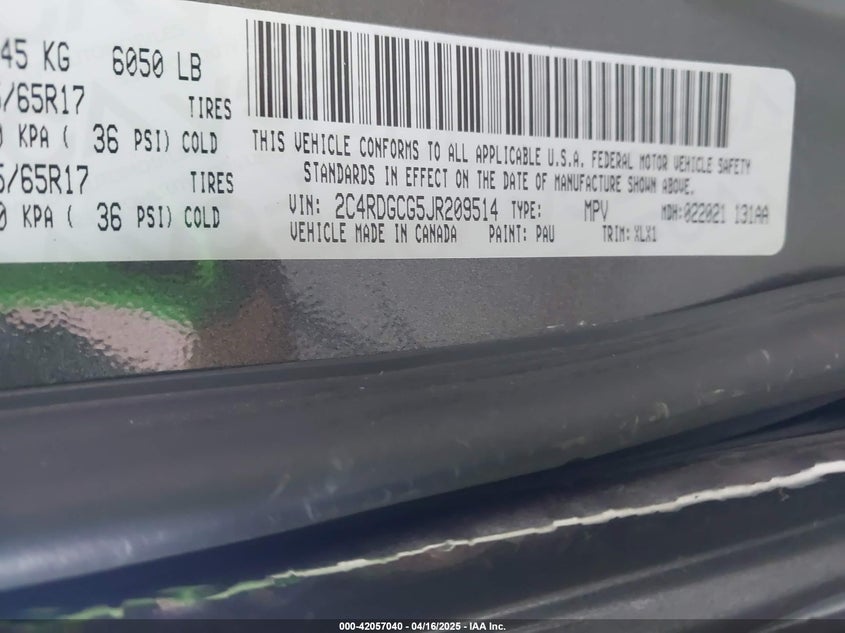 45 KG 6050 LB
/65R17 TIRES
KPA ( 36 PSI) COLD
5/65R17 TIRES
0 KPA ( 36 PSI) COLD
THIS VEHICLE CONFORMS TO ALL APPLICABLE U.S.A. FEDERAL MOTOR VEHICLE SAFETY
STANDARDS IN EFFECT ON THE DATE OF MANUFACTURE SHOWN ABOVE.
VIN: 2C4RDGCG5JR209514 TYPE: MPV MDH:022021 131AA
VEHICLE MADE IN CANADA PAINT: PAU TRIM: XLX1
000-42057040 - 04/16/2025 - IAA Inc.